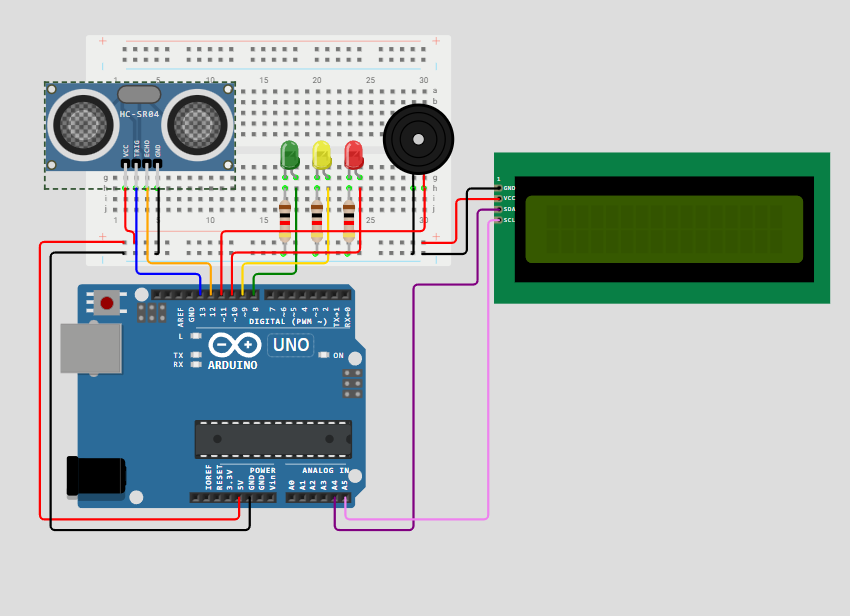 1 5 10 15 20 25 30
a
b
HC-SR04
VCC
TRIG
ECHO
GND
g g
h h
i i
j j
1 5 10 15 20 25 30
1
GND
VCC
SDA
SCL
AREF
GND
13
12
~11
~10
~9
8
7
~6
~5
4
~3
2
TX→1
RX←0
DIGITAL (PWM ~)
L
TX
RX
UNO
ON
ARDUINO
IOREF
RESET
3.3V
5V
GND
GND
Vin
POWER
ANALOG IN
A0
A1
A2
A3
A4
A5